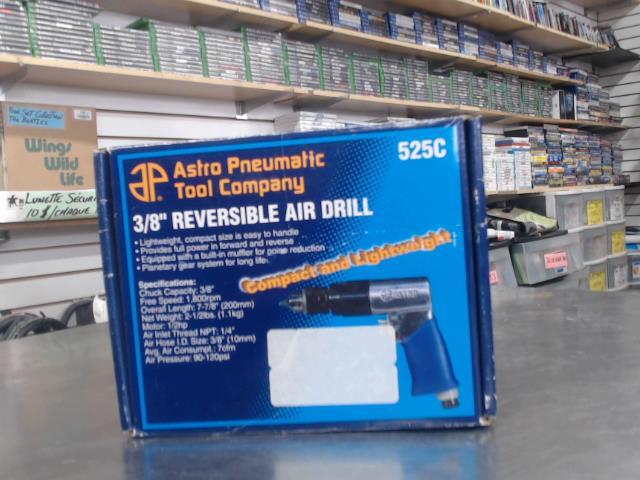 Astro Pneumatic
Tool Company
525C
3/8" REVERSIBLE AIR DRILL
• Lightweight, compact size is easy to handle
• Provides full power in forward and reverse
• Equipped with a built-in muffler for noise reduction
• Planetary gear system for long life
Compact and Lightweight
Specifications:
Chuck Capacity: 3/8"
Free Speed: 1,800rpm
Overall Length: 7-7/8" (200mm)
Net Weight: 2-1/2lbs. (1.1kg)
Motor: 1/2hp
Air Inlet Thread NPT: 1/4"
Air Hose I.D. Size: 3/8" (10mm)
Avg. Air Consumpt.: 7cfm
Air Pressure: 90-120psi
ASTRO
The Beatles
Wings
Wild
Life
Lunette Sécuri
10$/chaque